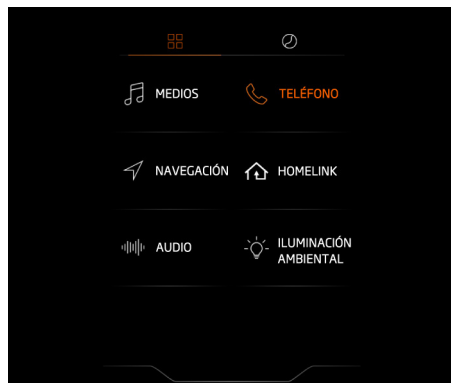 MEDIOS
TELÉFONO
NAVEGACIÓN
HOMELINK
AUDIO
ILUMINACIÓN
AMBIENTAL